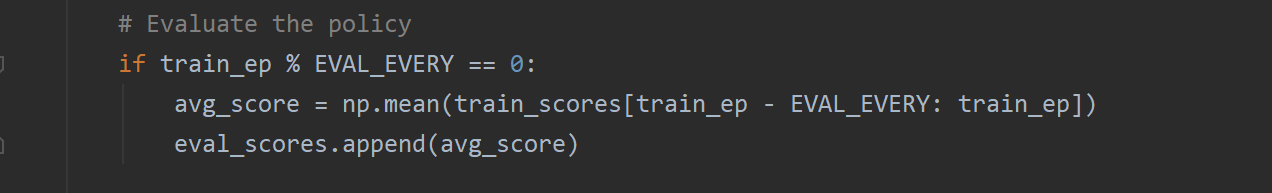 # Evaluate the policy
if train_ep % EVAL_EVERY == 0:
avg_score = np.mean(train_scores[train_ep - EVAL_EVERY: train_ep])
eval_scores.append(avg_score)